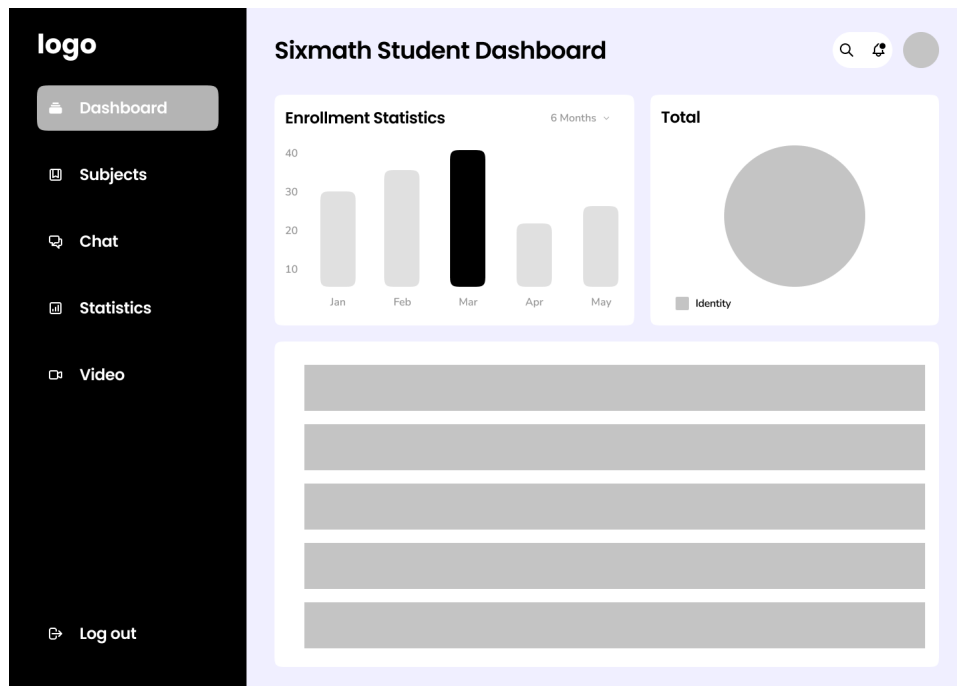 logo
Dashboard
Subjects
Chat
Statistics
Video
Log out
Sixmath Student Dashboard
Enrollment Statistics
6 Months
40
30
20
10
Jan Feb Mar Apr May
Total
Identity